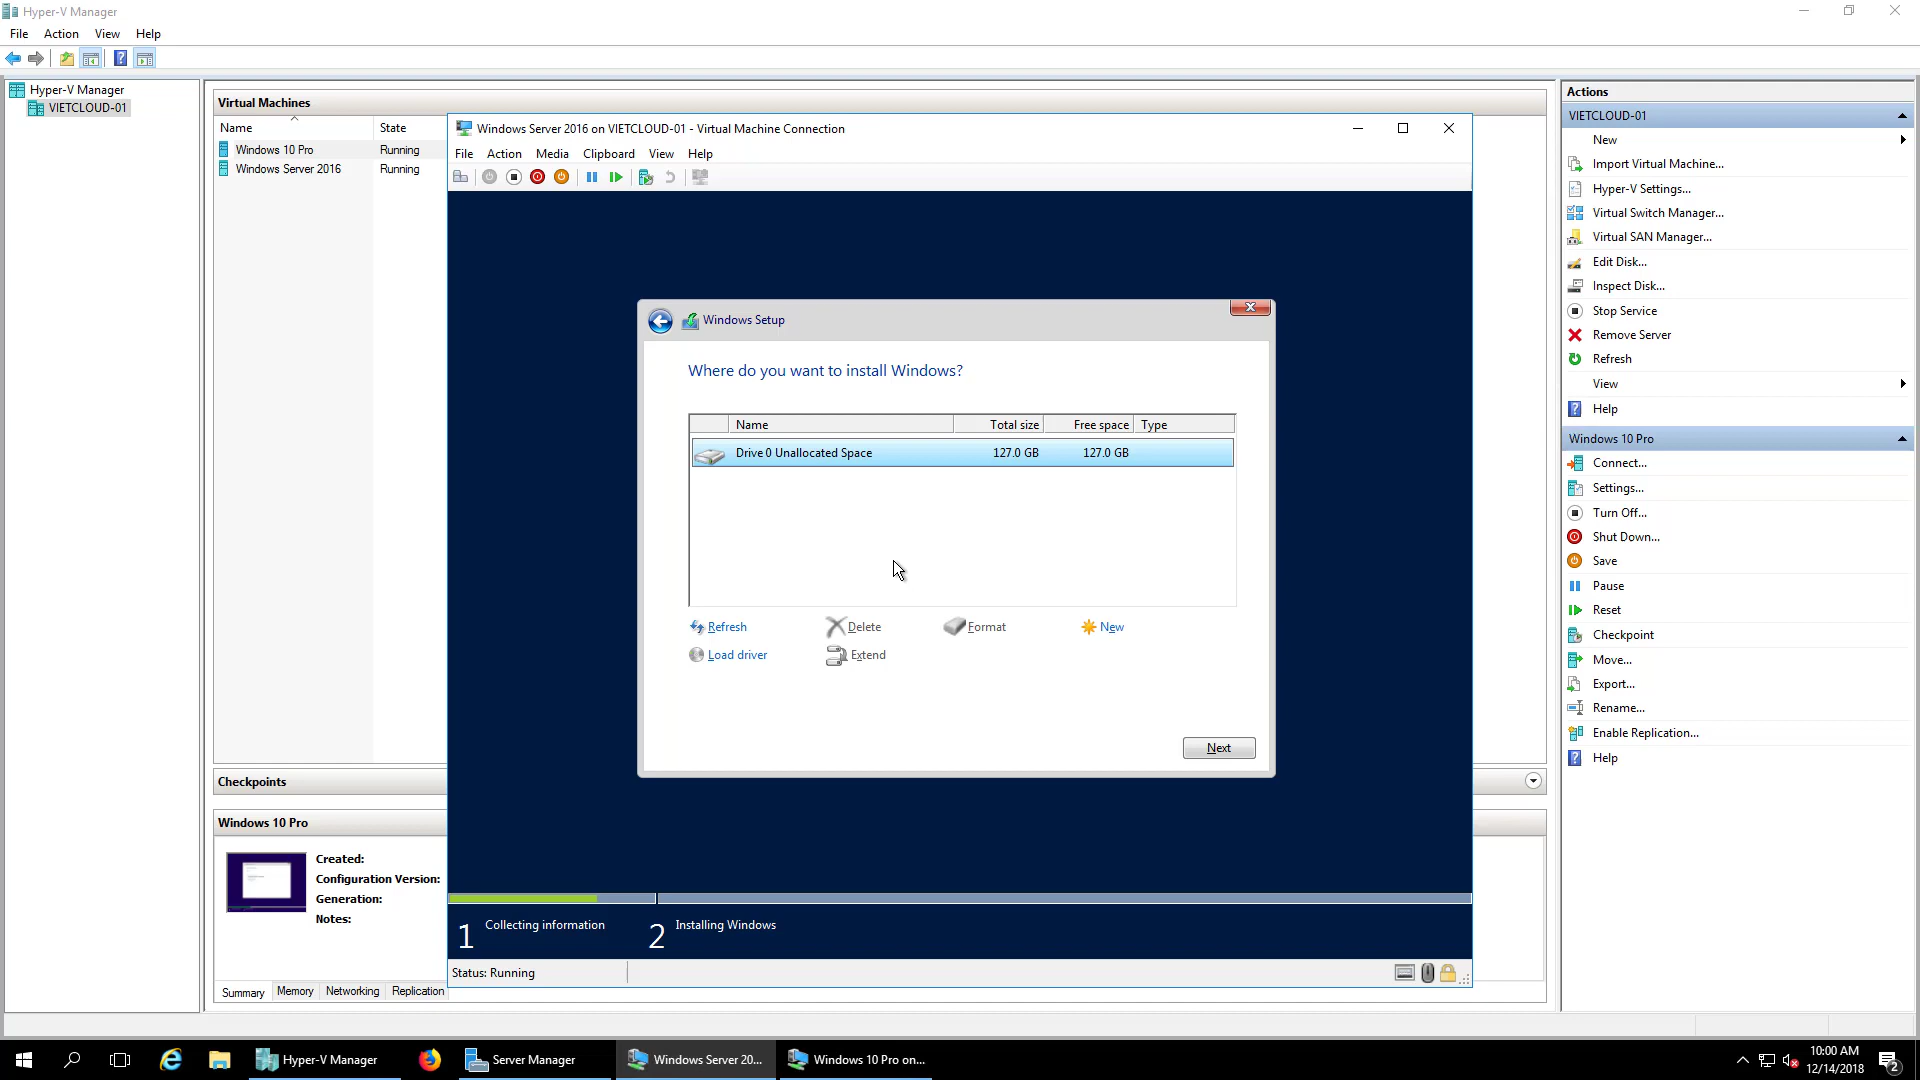 Hyper-V Manager
File Action View Help
Hyper-V Manager
VIETCLOUD-01
Virtual Machines
Name State
Windows 10 Pro Running
Windows Server 2016 Running
Windows Server 2016 on VIETCLOUD-01 - Virtual Machine Connection
File Action Media Clipboard View Help
Windows Setup
Where do you want to install Windows?
Name Total size Free space Type
Drive 0 Unallocated Space 127.0 GB 127.0 GB
Refresh Delete Format New
Load driver Extend
Next
1 Collecting information 2 Installing Windows
Status: Running
Checkpoints
Windows 10 Pro
Created:
Configuration Version:
Generation:
Notes:
Summary Memory Networking Replication
Actions
VIETCLOUD-01
New
Import Virtual Machine...
Hyper-V Settings...
Virtual Switch Manager...
Virtual SAN Manager...
Edit Disk...
Inspect Disk...
Stop Service
Remove Server
Refresh
View
Help
Windows 10 Pro
Connect...
Settings...
Turn Off...
Shut Down...
Save
Pause
Reset
Checkpoint
Move...
Export...
Rename...
Enable Replication...
Help
Hyper-V Manager Server Manager Windows Server 20... Windows 10 Pro on...
10:00 AM
12/14/2018
2